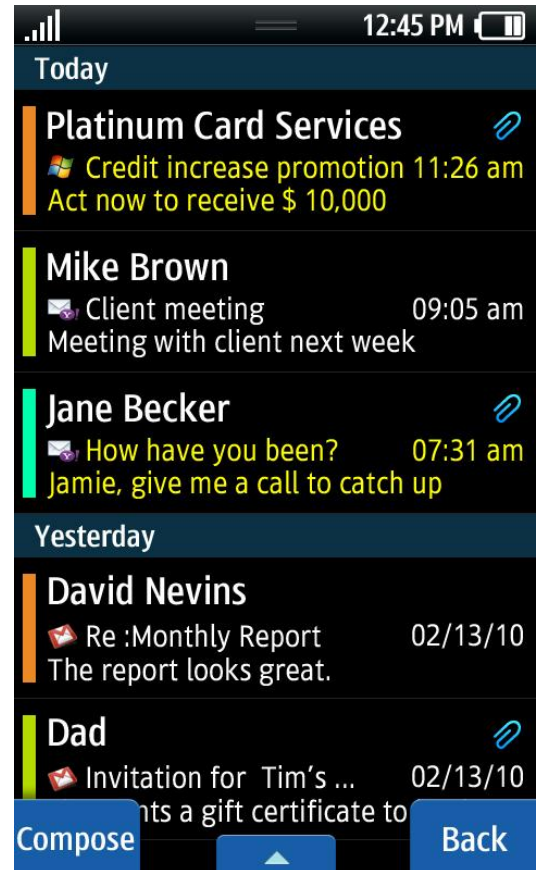 12:45 PM
Today
Platinum Card Services
Credit increase promotion 11:26 am
Act now to receive $ 10,000
Mike Brown
Client meeting 09:05 am
Meeting with client next week
Jane Becker
How have you been? 07:31 am
Jamie, give me a call to catch up
Yesterday
David Nevins
Re :Monthly Report 02/13/10
The report looks great.
Dad
Invitation for Tim's ... 02/13/10
a gift certificate to
Compose
Back